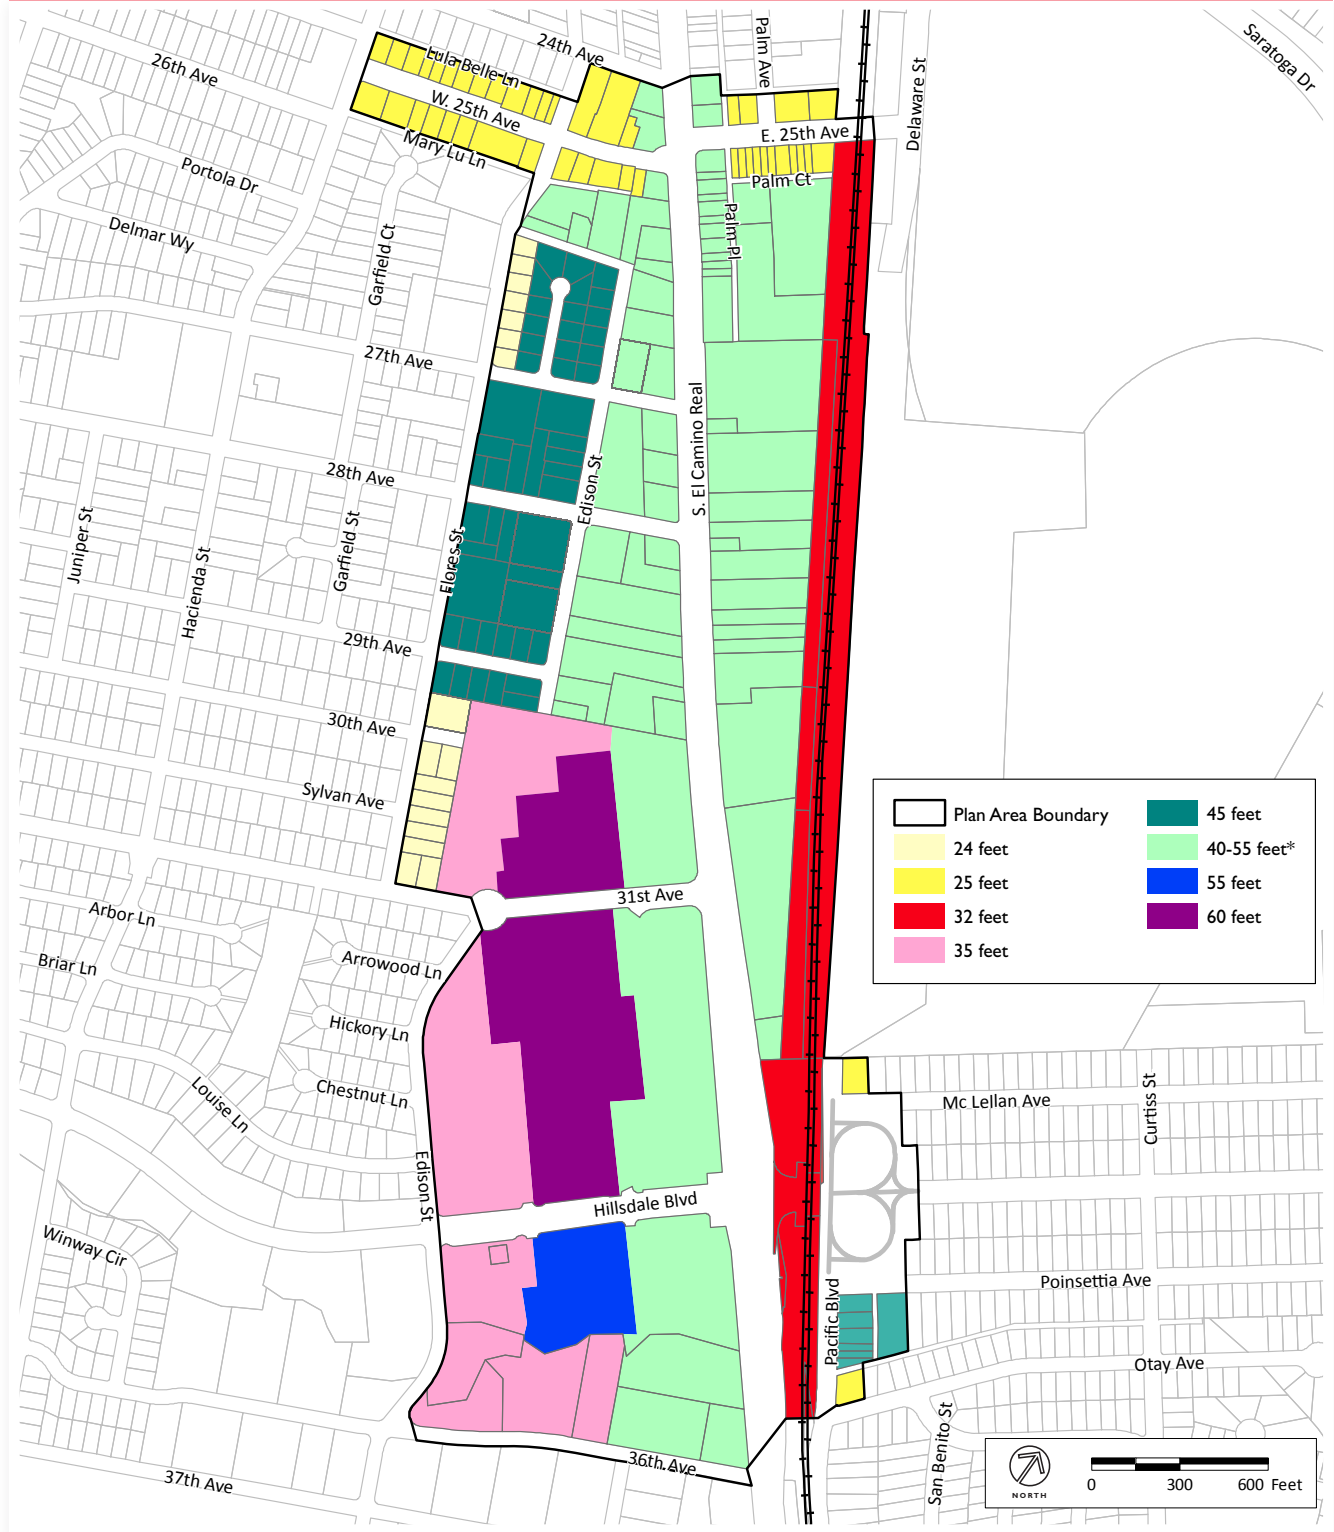 24th Ave
Palm Ave
Saratoga Dr
26th Ave
Lula Belle Ln
W. 25th Ave
Delaware St
E. 25th Ave
Mary Lu Ln
Palm Ct
Portola Dr
Palm Pl
Delmar Wy
Garfield Ct
27th Ave
S. El Camino Real
28th Ave
Edison St
Juniper St
Hacienda St
Garfield St
Flores St
29th Ave
30th Ave
Sylvan Ave
Plan Area Boundary
24 feet
25 feet
32 feet
35 feet
45 feet
40-55 feet*
55 feet
60 feet
31st Ave
Arbor Ln
Briar Ln
Arrowood Ln
Hickory Ln
Chestnut Ln
Louise Ln
Mc Lellan Ave
Curtiss St
Edison St
Hillsdale Blvd
Winway Cir
Poinsettia Ave
Pacific Blvd
Otay Ave
San Benito St
36th Ave
37th Ave
NORTH
0 300 600 Feet